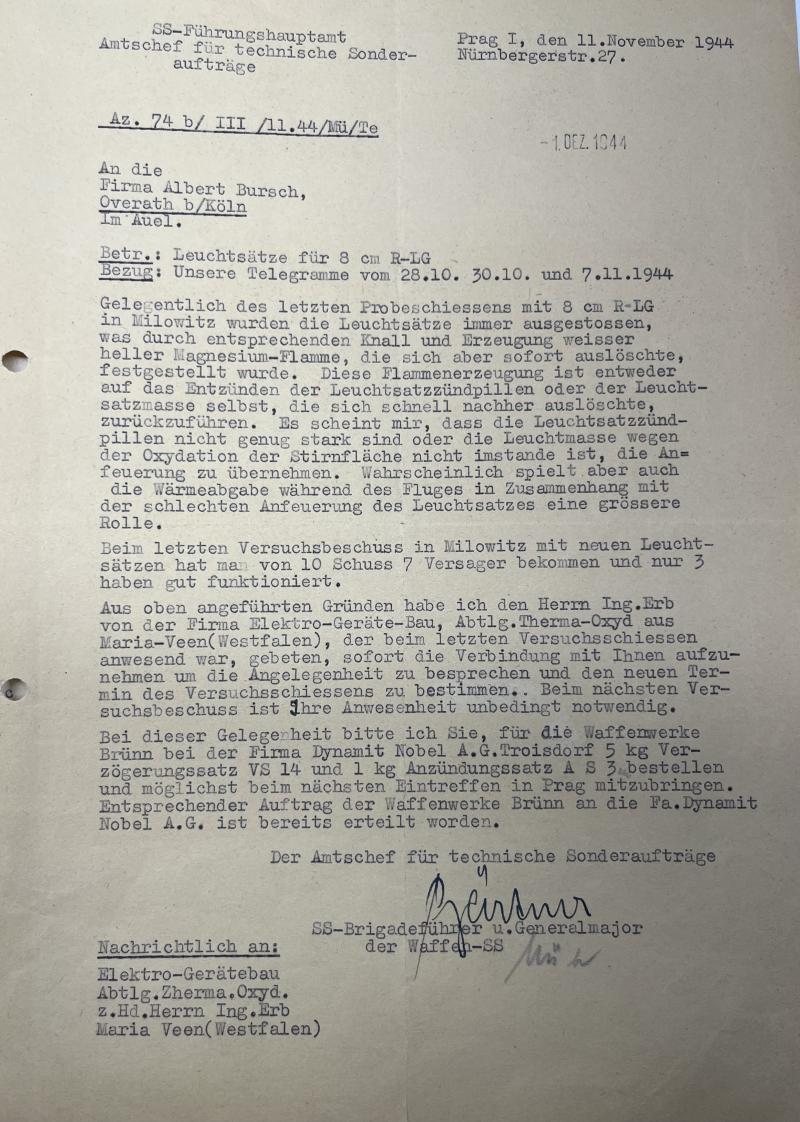 SS-Führungshauptamt
Amtschef für technische Sonder-
aufträge
Prag I, den 11.November 1944
Nürnbergerstr.27.
Az. 74 b/ III /11.44/Mü/Te
-1.DEZ.1944
An die
Firma Albert Bursch,
Overath b/Köln
Im Auel.
Betr.: Leuchtsätze für 8 cm R-LG
Bezug: Unsere Telegramme vom 28.10. 30.10. und 7.11.1944
Gelegentlich des letzten Probeschiessens mit 8 cm R-LG
in Milowitz wurden die Leuchtsätze immer ausgestossen,
was durch entsprechenden Knall und Erzeugung weisser
heller Magnesium-Flamme, die sich aber sofort auslöschte,
festgestellt wurde. Diese Flammenerzeugung ist entweder
auf das Entzünden der Leuchtsatzzündpillen oder der Leucht-
satzmasse selbst, die sich schnell nachher auslöschte,
zurückzuführen. Es scheint mir, dass die Leuchtsatzzünd-
pillen nicht genug stark sind oder die Leuchtmasse wegen
der Oxydation der Stirnfläche nicht imstande ist, die An=
feuerung zu übernehmen. Wahrscheinlich spielt aber auch
die Wärmeabgabe während des Fluges in Zusammenhang mit
der schlechten Anfeuerung des Leuchtsatzes eine grössere
Rolle.
Beim letzten Versuchsbeschuss in Milowitz mit neuen Leucht-
sätzen hat man von 10 Schuss 7 Versager bekommen und nur 3
haben gut funktioniert.
Aus oben angeführten Gründen habe ich den Herrn Ing.Erb
von der Firma Elektro-Geräte-Bau, Abtlg.Therma-Oxyd aus
Maria-Veen(Westfalen), der beim letzten Versuchsschiessen
anwesend war, gebeten, sofort die Verbindung mit Ihnen aufzu-
nehmen um die Angelegenheit zu besprechen und den neuen Ter-
min des Versuchsschiessens zu bestimmen.. Beim nächsten Ver-
suchsbeschuss ist Ihre Anwesenheit unbedingt notwendig.
Bei dieser Gelegenheit bitte ich Sie, für die Waffenwerke
Brünn bei der Firma Dynamit Nobel A.G.Troisdorf 5 kg Ver-
zögerungssatz VS 14 und 1 kg Anzündungssatz A S 3 bestellen
und möglichst beim nächsten Eintreffen in Prag mitzubringen.
Entsprechender Auftrag der Waffenwerke Brünn an die Fa.Dynamit
Nobel A.G. ist bereits erteilt worden.
Der Amtschef für technische Sonderaufträge
SS-Brigadeführer u.Generalmajor
der Waffen-SS
Nachrichtlich an:
Elektro-Gerätebau
Abtlg.Zherma.Oxyd.
z.Hd.Herrn Ing.Erb
Maria Veen(Westfalen)